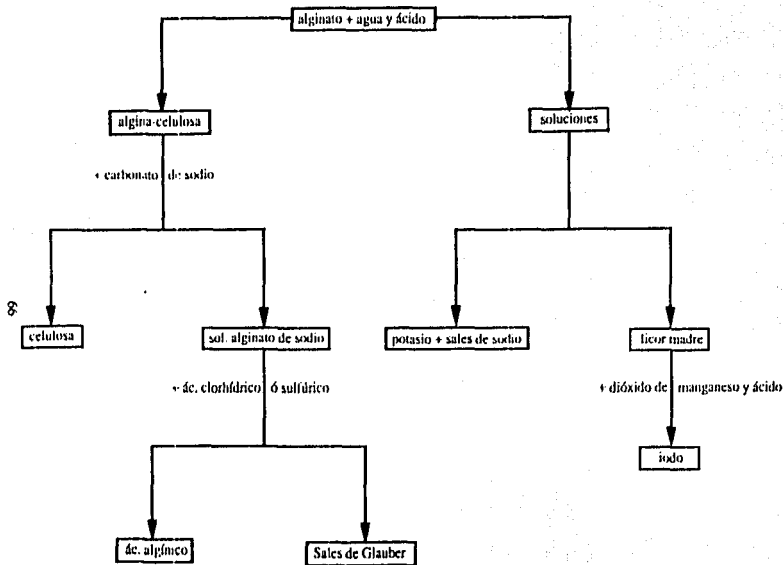 alginato + agua y ácido
algina-celulosa
soluciones
+ carbonato de sodio
99
celulosa
sol. alginato de sodio
potasio + sales de sodio
licor madre
+ ác. clorhídrico ó sulfúrico
+ dióxido de manganeso y ácido
iodo
ác. algínico
Sales de Glauber